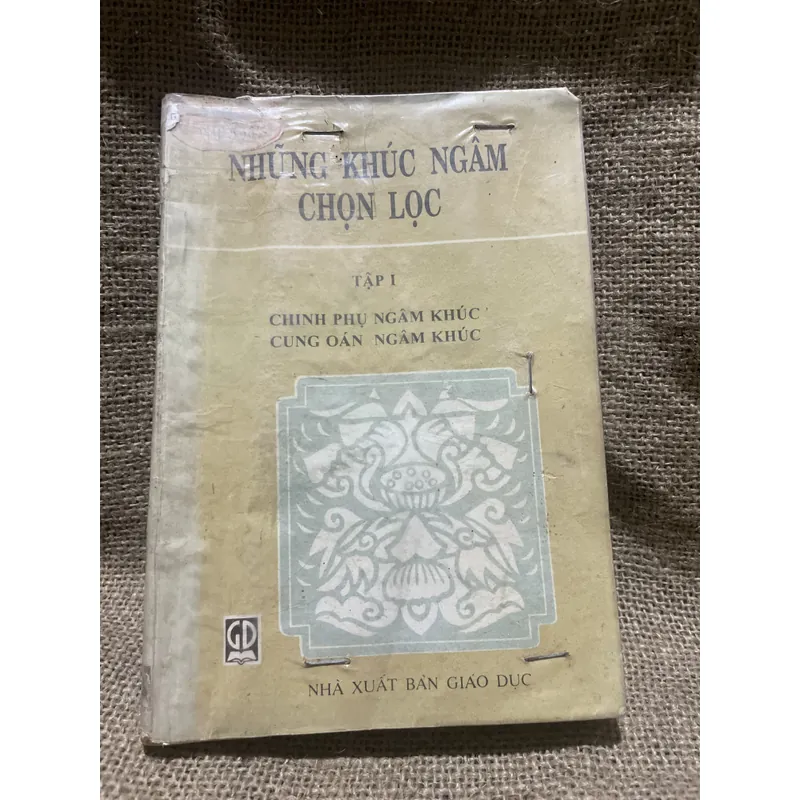 NHỮNG KHÚC NGÂM
CHỌN LỌC
TẬP I
CHINH PHỤ NGÂM KHÚC
CUNG OÁN NGÂM KHÚC
GD
NHÀ XUẤT BẢN GIÁO DỤC